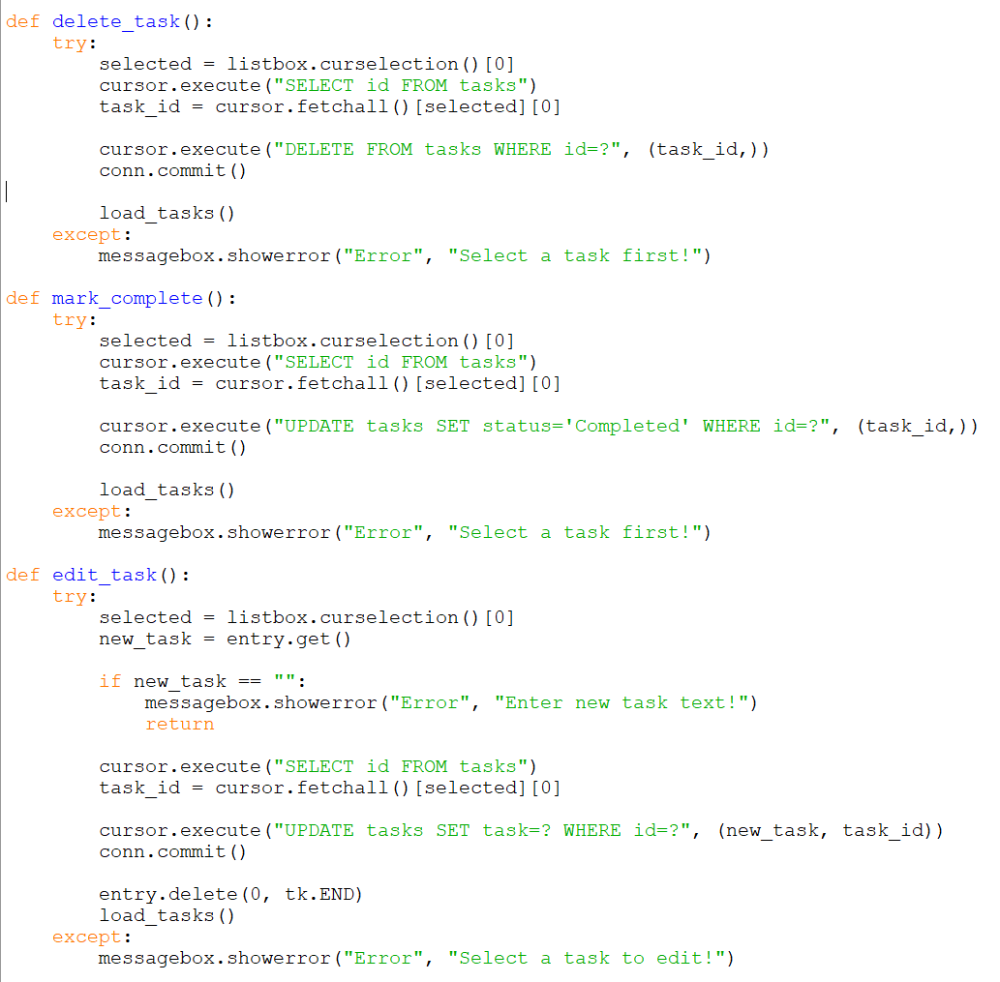 def delete_task():
    try:
        selected = listbox.curselection()[0]
        cursor.execute("SELECT id FROM tasks")
        task_id = cursor.fetchall()[selected][0]

        cursor.execute("DELETE FROM tasks WHERE id=?", (task_id,))
        conn.commit()

        load_tasks()
    except:
        messagebox.showerror("Error", "Select a task first!")

def mark_complete():
    try:
        selected = listbox.curselection()[0]
        cursor.execute("SELECT id FROM tasks")
        task_id = cursor.fetchall()[selected][0]

        cursor.execute("UPDATE tasks SET status='Completed' WHERE id=?", (task_id,))
        conn.commit()

        load_tasks()
    except:
        messagebox.showerror("Error", "Select a task first!")

def edit_task():
    try:
        selected = listbox.curselection()[0]
        new_task = entry.get()

        if new_task == "":
            messagebox.showerror("Error", "Enter new task text!")
            return

        cursor.execute("SELECT id FROM tasks")
        task_id = cursor.fetchall()[selected][0]

        cursor.execute("UPDATE tasks SET task=? WHERE id=?", (new_task, task_id))
        conn.commit()

        entry.delete(0, tk.END)
        load_tasks()
    except:
        messagebox.showerror("Error", "Select a task to edit!")